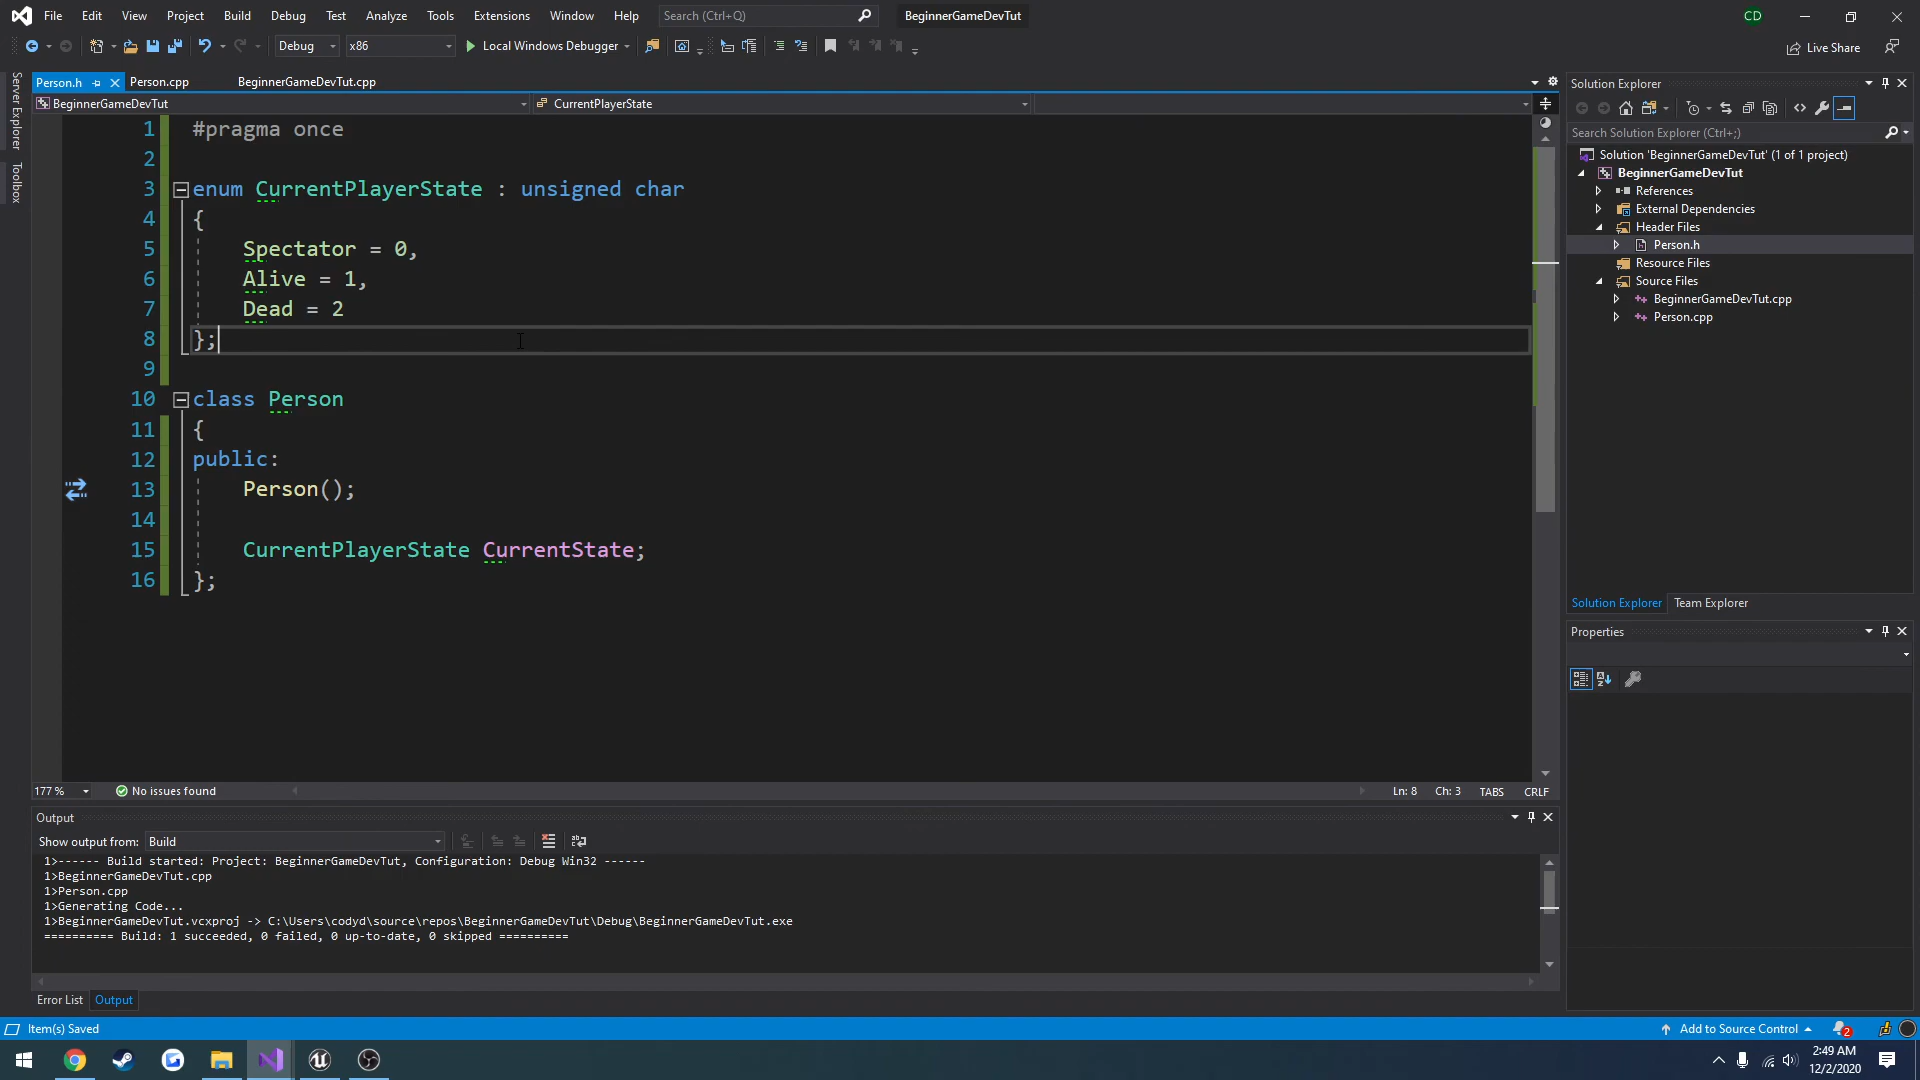 File Edit View Project Build Debug Test Analyze Tools Extensions Window Help Search (Ctrl+Q) BeginnerGameDevTut CD
Debug x86 Local Windows Debugger Live Share
Server Explorer
Toolbox
Person.h Person.cpp BeginnerGameDevTut.cpp
BeginnerGameDevTut CurrentPlayerState
1 #pragma once
2
3 enum CurrentPlayerState : unsigned char
4 {
5 Spectator = 0,
6 Alive = 1,
7 Dead = 2
8 };
9
10 class Person
11 {
12 public:
13 Person();
14
15 CurrentPlayerState CurrentState;
16 };
177 % No issues found Ln: 8 Ch: 3 TABS CRLF
Output
Show output from: Build
1>------ Build started: Project: BeginnerGameDevTut, Configuration: Debug Win32 ------
1>BeginnerGameDevTut.cpp
1>Person.cpp
1>Generating Code...
1>BeginnerGameDevTut.vcxproj -> C:\Users\codyd\source\repos\BeginnerGameDevTut\Debug\BeginnerGameDevTut.exe
========== Build: 1 succeeded, 0 failed, 0 up-to-date, 0 skipped ==========
Error List Output
Solution Explorer
Search Solution Explorer (Ctrl+;)
Solution 'BeginnerGameDevTut' (1 of 1 project)
BeginnerGameDevTut
References
External Dependencies
Header Files
Person.h
Resource Files
Source Files
BeginnerGameDevTut.cpp
Person.cpp
Solution Explorer Team Explorer
Properties
Item(s) Saved Add to Source Control 2
2:49 AM
12/2/2020